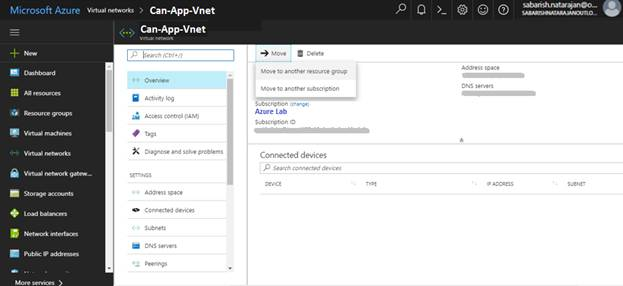 Microsoft Azure Virtual networks > Can-App-Vnet
sabarish.natarajan@o...
SABARISHNATARAJANOUTLO...
Can-App-Vnet
Virtual network
New
Dashboard
All resources
Resource groups
Virtual machines
Virtual networks
Virtual network gatew...
Storage accounts
Load balancers
Network interfaces
Public IP addresses
More services >
Search (Ctrl+/)
Overview
Activity log
Access control (IAM)
Tags
Diagnose and solve problems
SETTINGS
Address space
Connected devices
Subnets
DNS servers
Peerings
Move
Delete
Move to another resource group
Move to another subscription
Subscription (change)
Azure Lab
Subscription ID
Address space
DNS servers
Connected devices
Search connected devices
DEVICE TYPE IP ADDRESS SUBNET